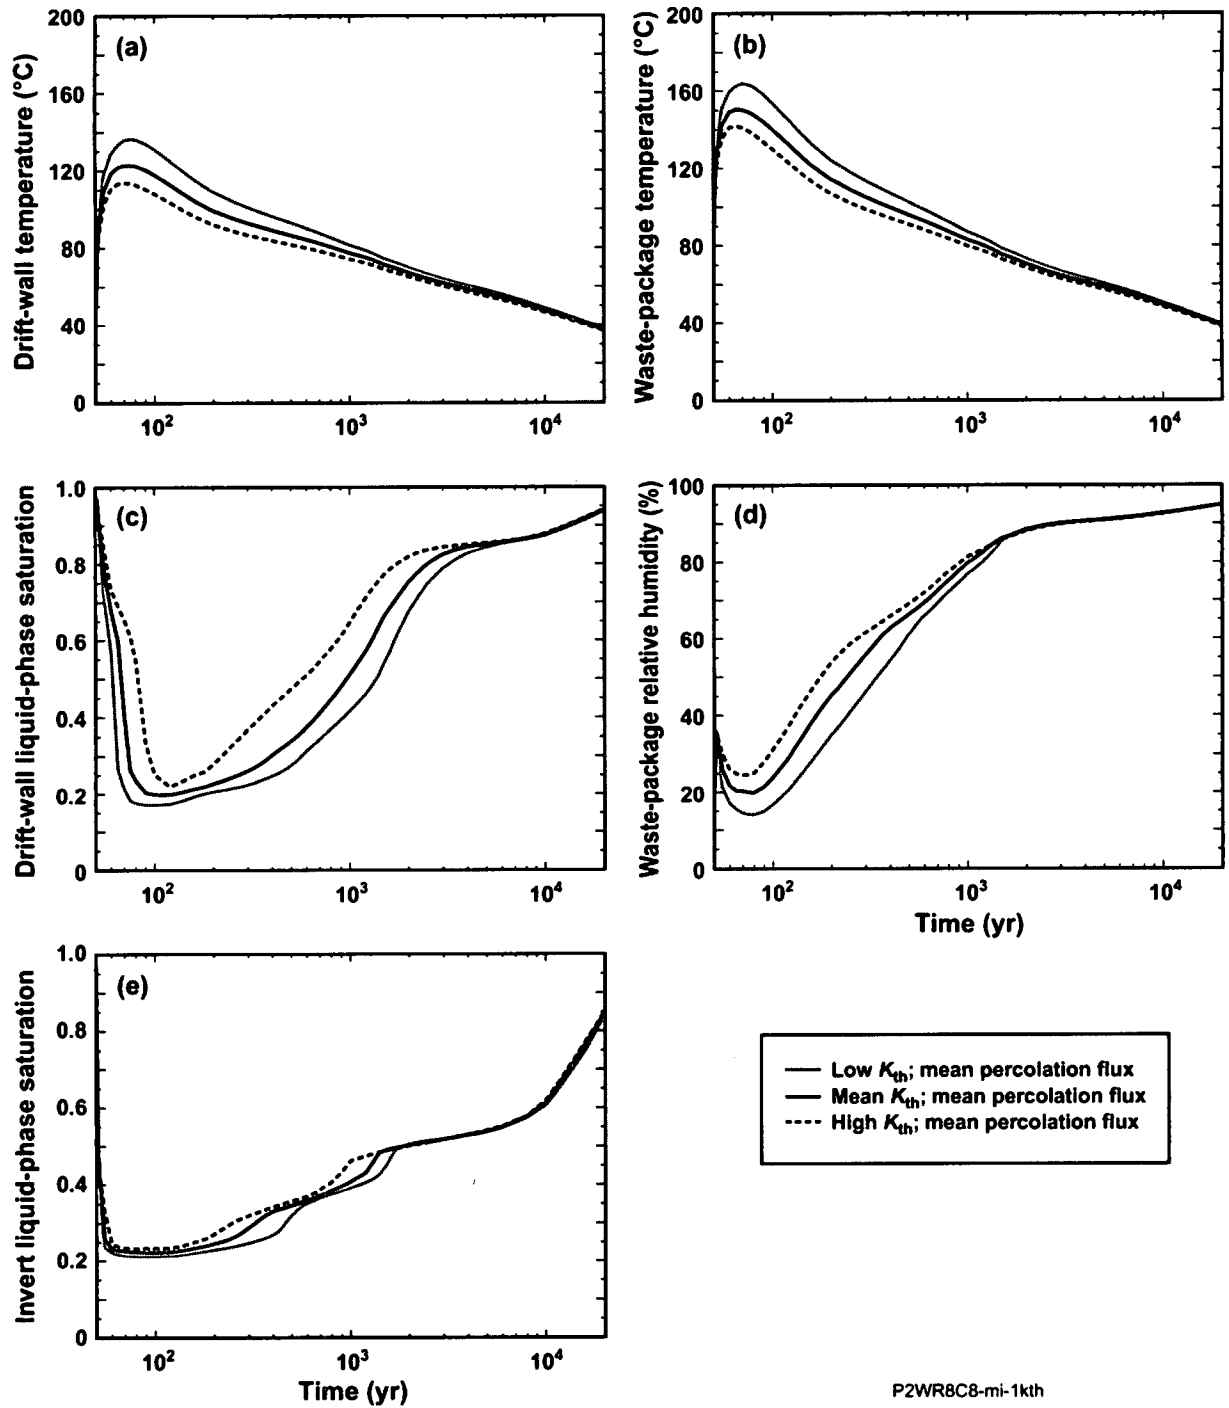 (a)
Drift-wall temperature (°C)
200
160
120
80
40
0
10²
10³
10⁴
(b)
Waste-package temperature (°C)
200
160
120
80
40
0
10²
10³
10⁴
(c)
Drift-wall liquid-phase saturation
1.0
0.8
0.6
0.4
0.2
0
10²
10³
10⁴
(d)
Waste-package relative humidity (%)
100
80
60
40
20
0
10²
10³
10⁴
Time (yr)
(e)
Invert liquid-phase saturation
1.0
0.8
0.6
0.4
0.2
0
10²
10³
10⁴
Time (yr)
Low Kth; mean percolation flux
Mean Kth; mean percolation flux
High Kth; mean percolation flux
P2WR8C8-mi-1kth